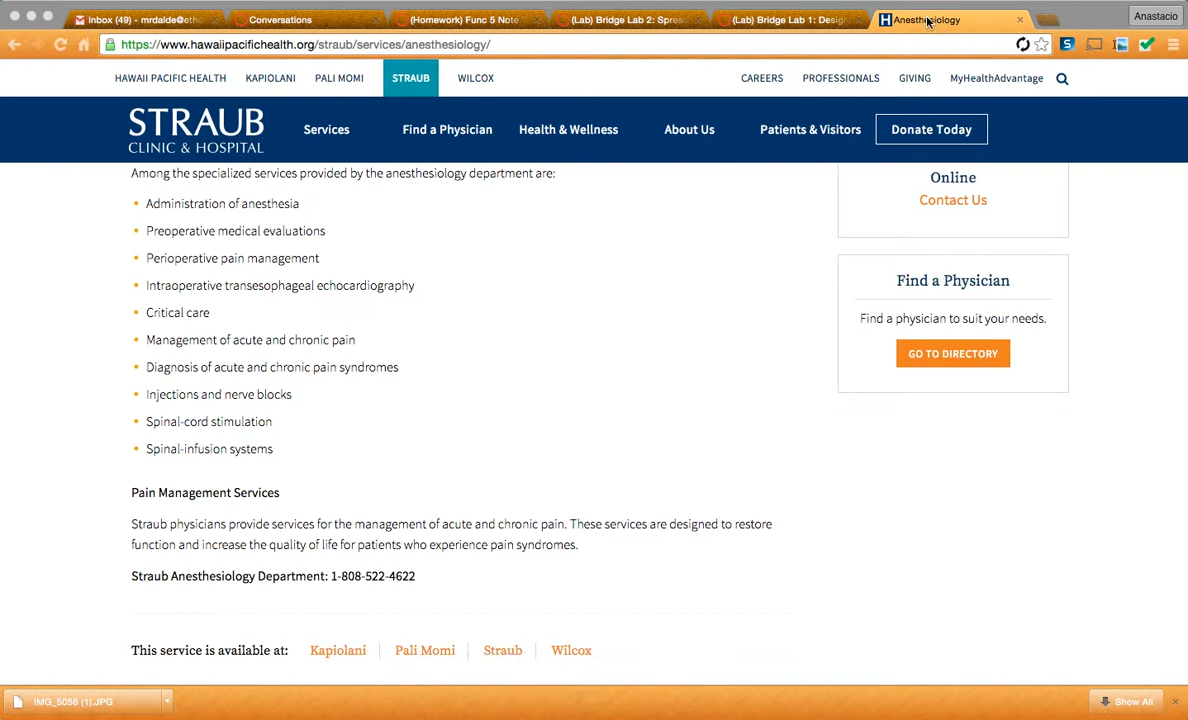 Inbox (49) - mrdalde@eth
Conversations
(Homework) Func 5 Note
(Lab) Bridge Lab 2: Sprea
(Lab) Bridge Lab 1: Desig
Anesthesiology
Anastacio
https://www.hawaiipacifichealth.org/straub/services/anesthesiology/
HAWAII PACIFIC HEALTH KAPIOLANI PALI MOMI STRAUB WILCOX CAREERS PROFESSIONALS GIVING MyHealthAdvantage
STRAUB
CLINIC & HOSPITAL
Services Find a Physician Health & Wellness About Us Patients & Visitors Donate Today
Among the specialized services provided by the anesthesiology department are:
• Administration of anesthesia
• Preoperative medical evaluations
• Perioperative pain management
• Intraoperative transesophageal echocardiography
• Critical care
• Management of acute and chronic pain
• Diagnosis of acute and chronic pain syndromes
• Injections and nerve blocks
• Spinal-cord stimulation
• Spinal-infusion systems
Pain Management Services
Straub physicians provide services for the management of acute and chronic pain. These services are designed to restore
function and increase the quality of life for patients who experience pain syndromes.
Straub Anesthesiology Department: 1-808-522-4622
This service is available at: Kapiolani Pali Momi Straub Wilcox
Online
Contact Us
Find a Physician
Find a physician to suit your needs.
GO TO DIRECTORY
IMG_5056 (1).JPG
Show All